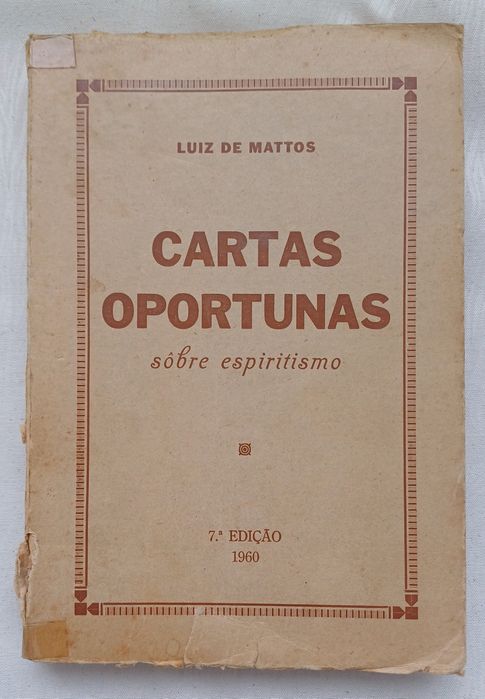 LUIZ DE MATTOS
CARTAS
OPORTUNAS
sôbre espiritismo
7.ª EDIÇÃO
1960